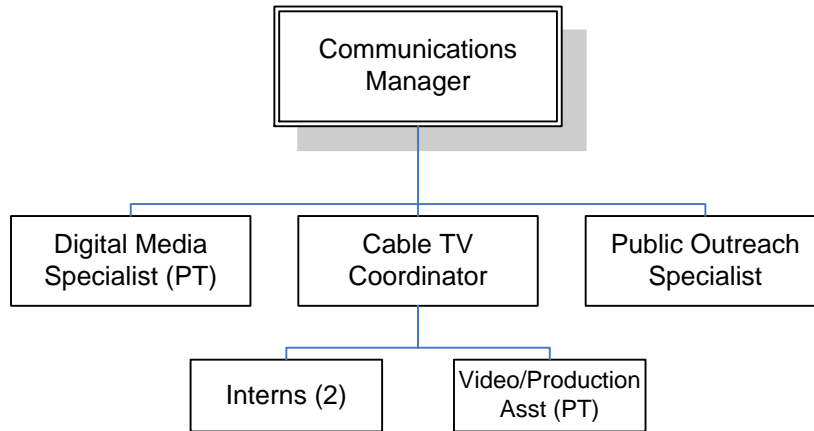 Communications
Manager
Digital Media
Specialist (PT)
Cable TV
Coordinator
Public Outreach
Specialist
Interns (2)
Video/Production
Asst (PT)